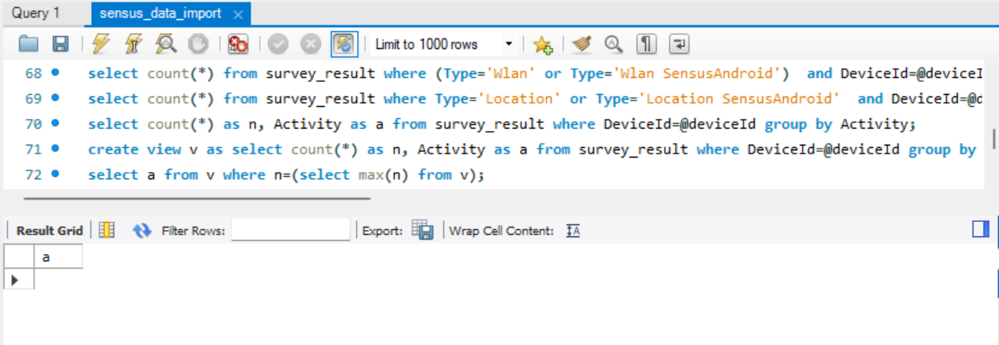 Query 1 sensus_data_import
Limit to 1000 rows
68 select count(*) from survey_result where (Type='Wlan' or Type='Wlan SensusAndroid')  and DeviceId=@deviceI
69 select count(*) from survey_result where Type='Location' or Type='Location SensusAndroid'  and DeviceId=@d
70 select count(*) as n, Activity as a from survey_result where DeviceId=@deviceId group by Activity;
71 create view v as select count(*) as n, Activity as a from survey_result where DeviceId=@deviceId group by
72 select a from v where n=(select max(n) from v);
Result Grid Filter Rows: Export: Wrap Cell Content: IA
a